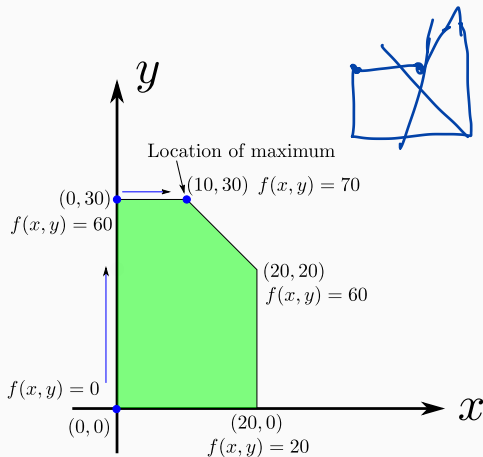 y
Location of maximum
(0, 30)
(10, 30) f(x, y) = 70
f(x, y) = 60
(20, 20)
f(x, y) = 60
f(x, y) = 0
x
(0, 0)
(20, 0)
f(x, y) = 20